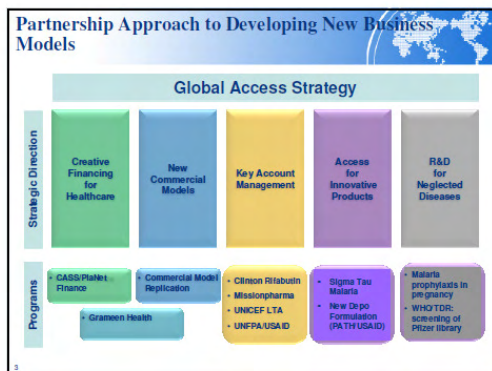 Partnership Approach to Developing New Business
Models
Global Access Strategy
Strategic Direction
Creative
Financing
for
Healthcare
New
Commercial
Models
Key Account
Management
Access
for
Innovative
Products
R&D
for
Neglected
Diseases
Programs
• CASS/PlaNet
Finance
• Commercial Model
Replication
• Grameen Health
• Clinton Rifabutin
• Missionpharma
• UNICEF LTA
• UNFPA/USAID
• Sigma Tau
Malaria
• New Depo
Formulation
(PATH/USAID)
• Malaria
prophylaxis in
pregnancy
• WHO/TDR:
screening of
Pfizer library
3